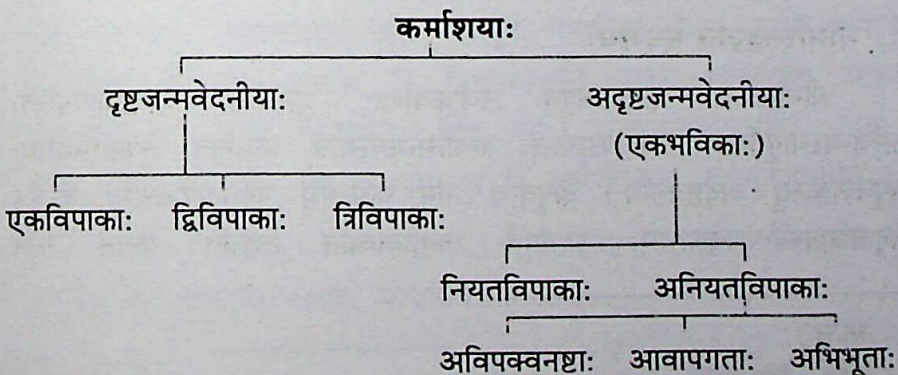 कर्माशयाः
दृष्टजन्मवेदनीयाः अदृष्टजन्मवेदनीयाः
(एकभविकाः)
एकविपाकाः द्विविपाकाः त्रिविपाकाः
नियतविपाकाः अनियतविपाकाः
अविपक्वनष्टाः आवापगताः अभिभूताः